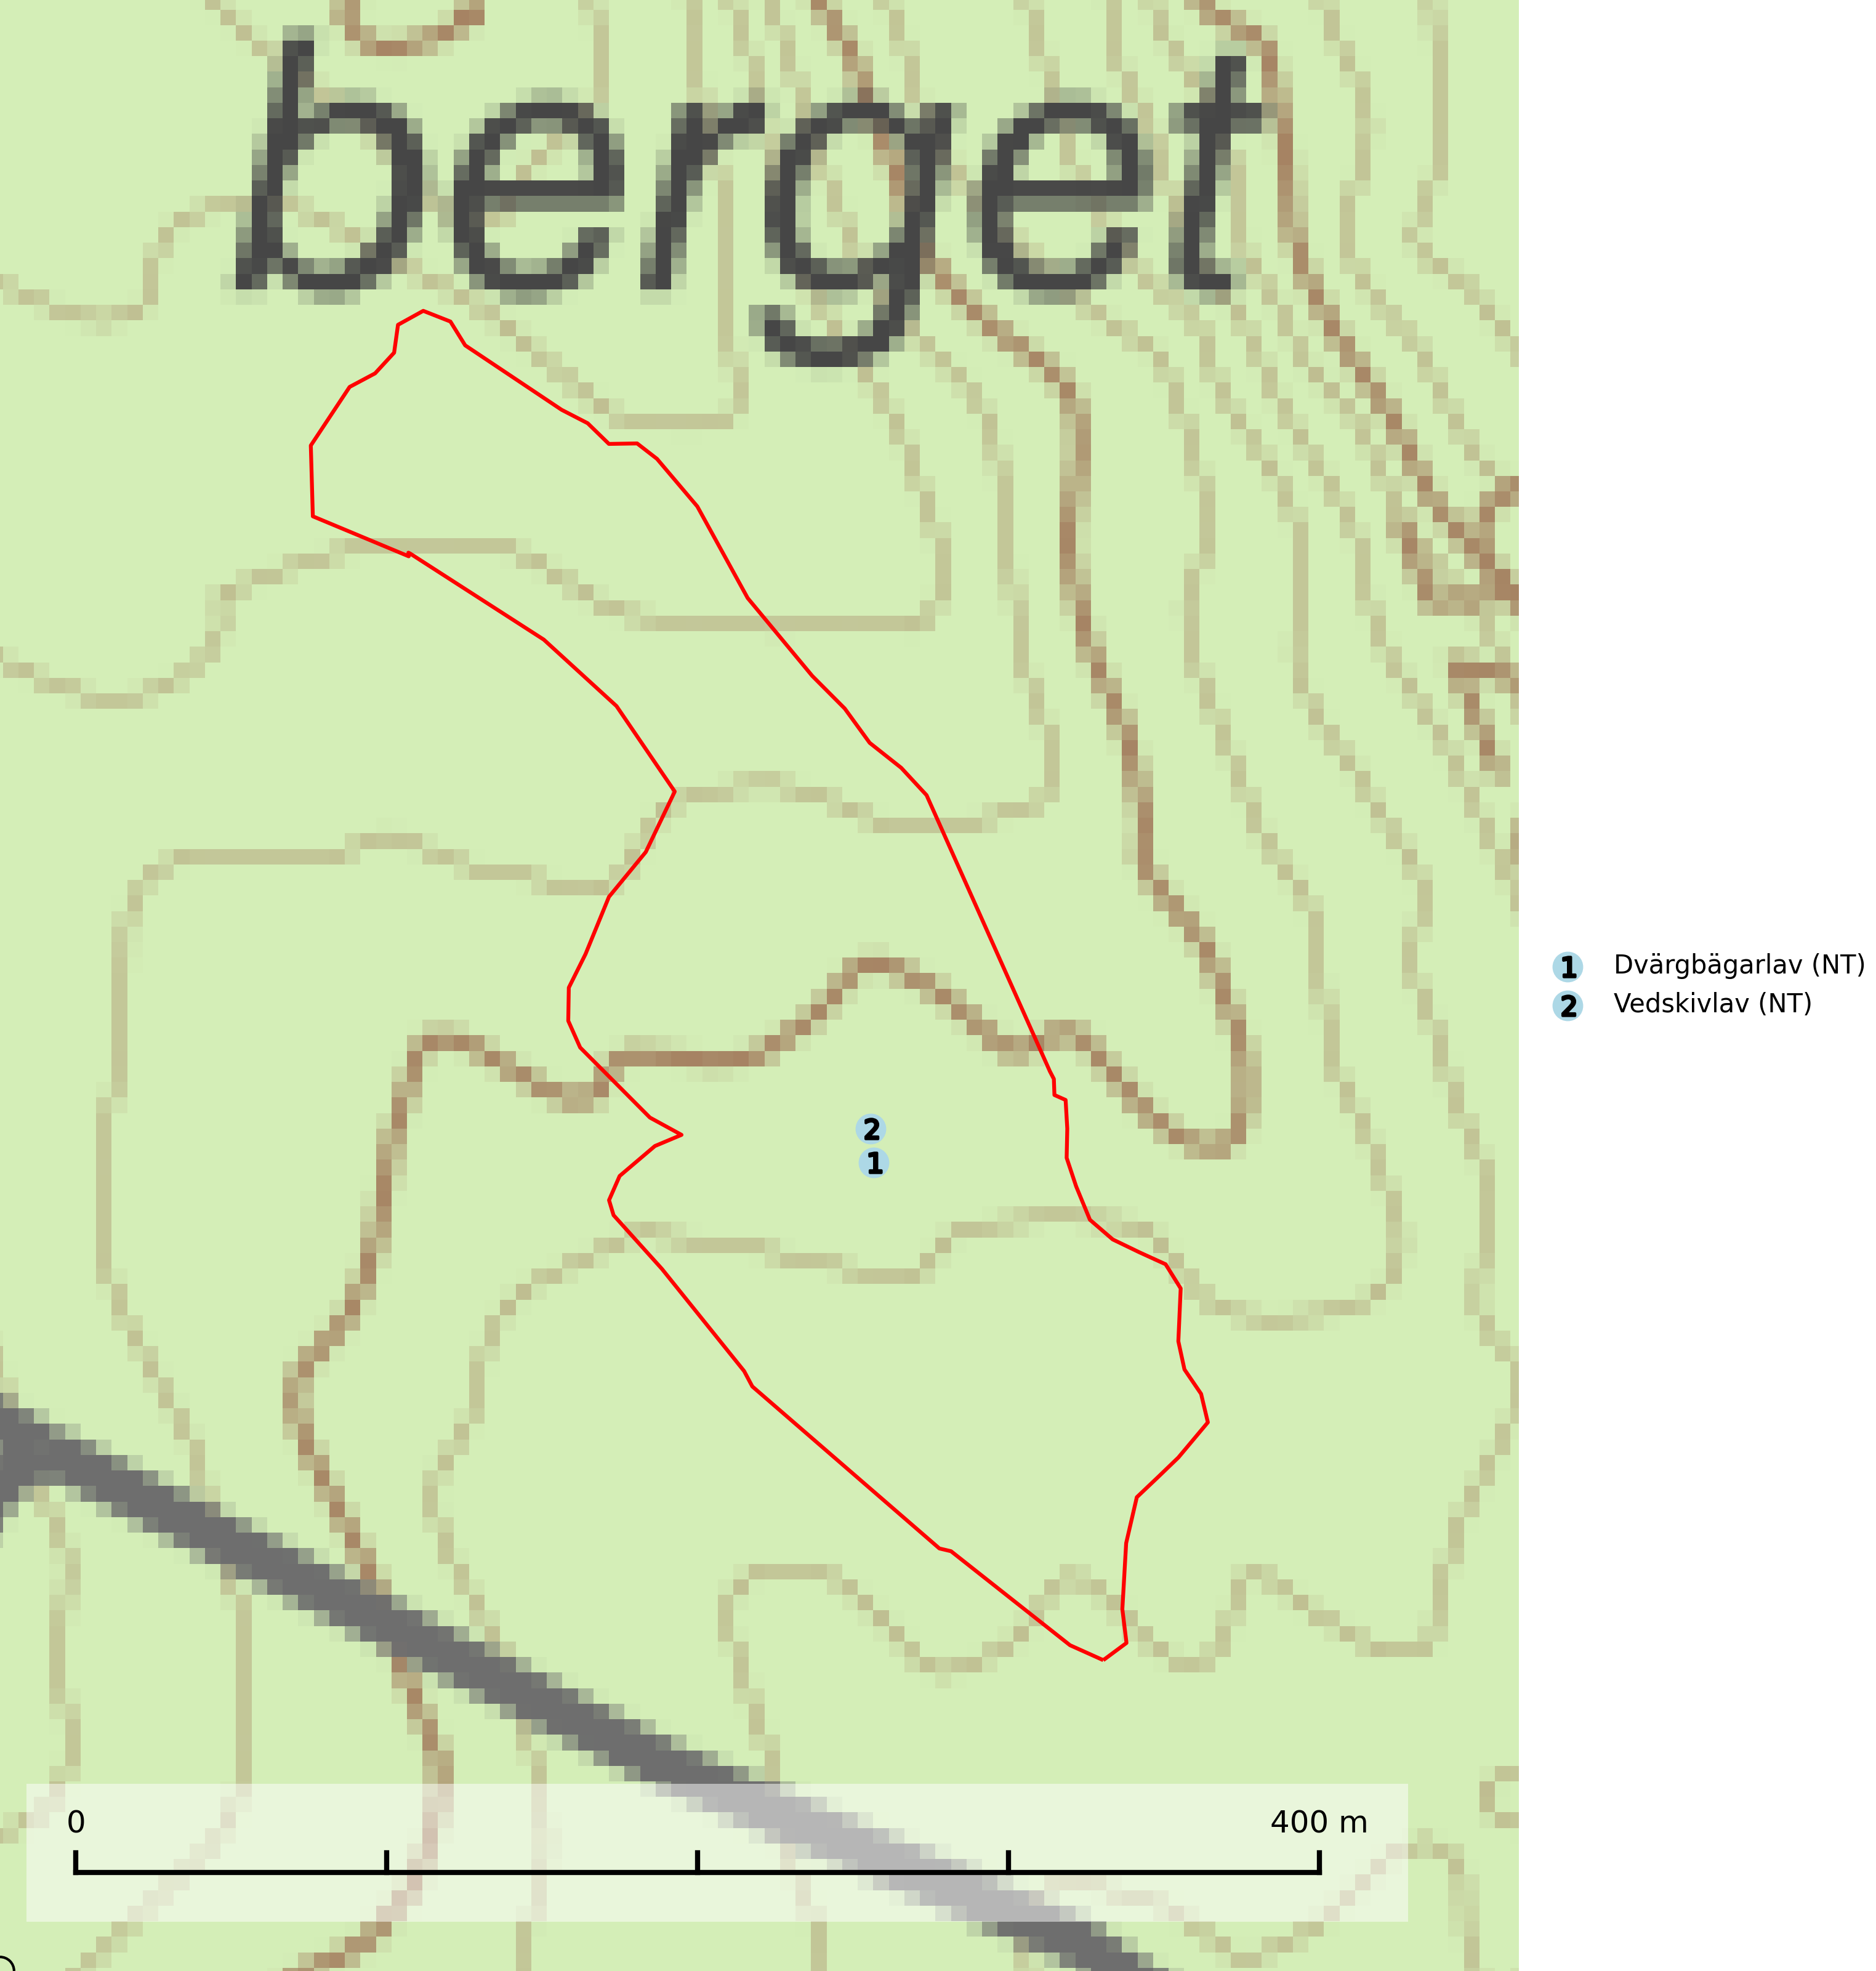 berget
1 Dvärgbägarlav (NT)
2 Vedskivlav (NT)
2
1
0 400 m